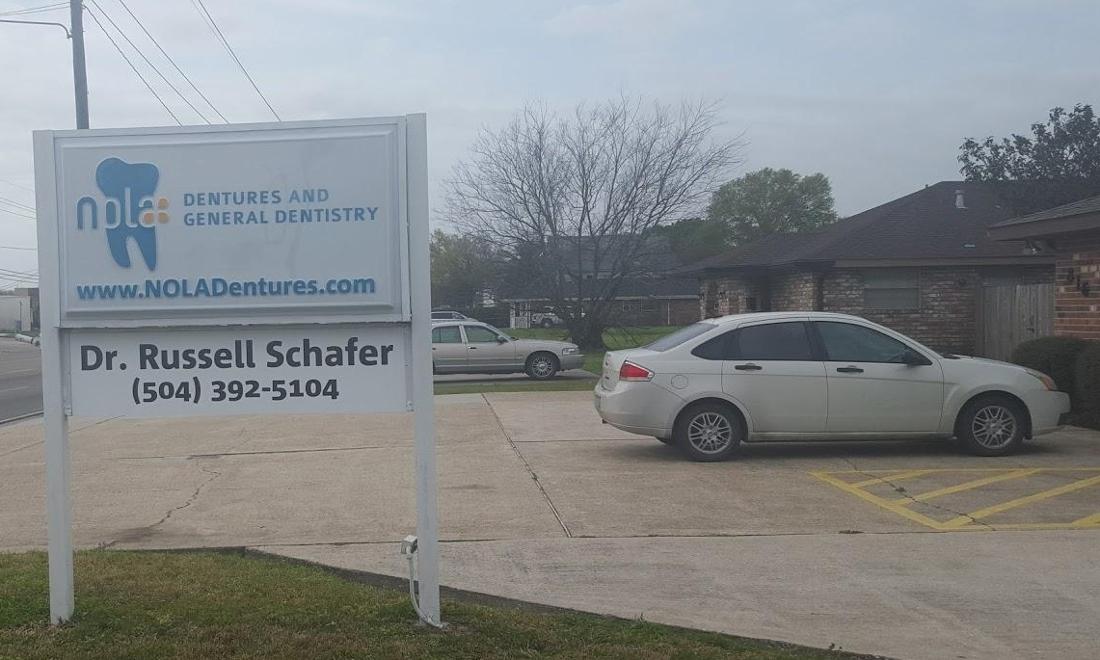 nola
DENTURES AND
GENERAL DENTISTRY
www.NOLADentures.com
Dr. Russell Schafer
(504) 392-5104